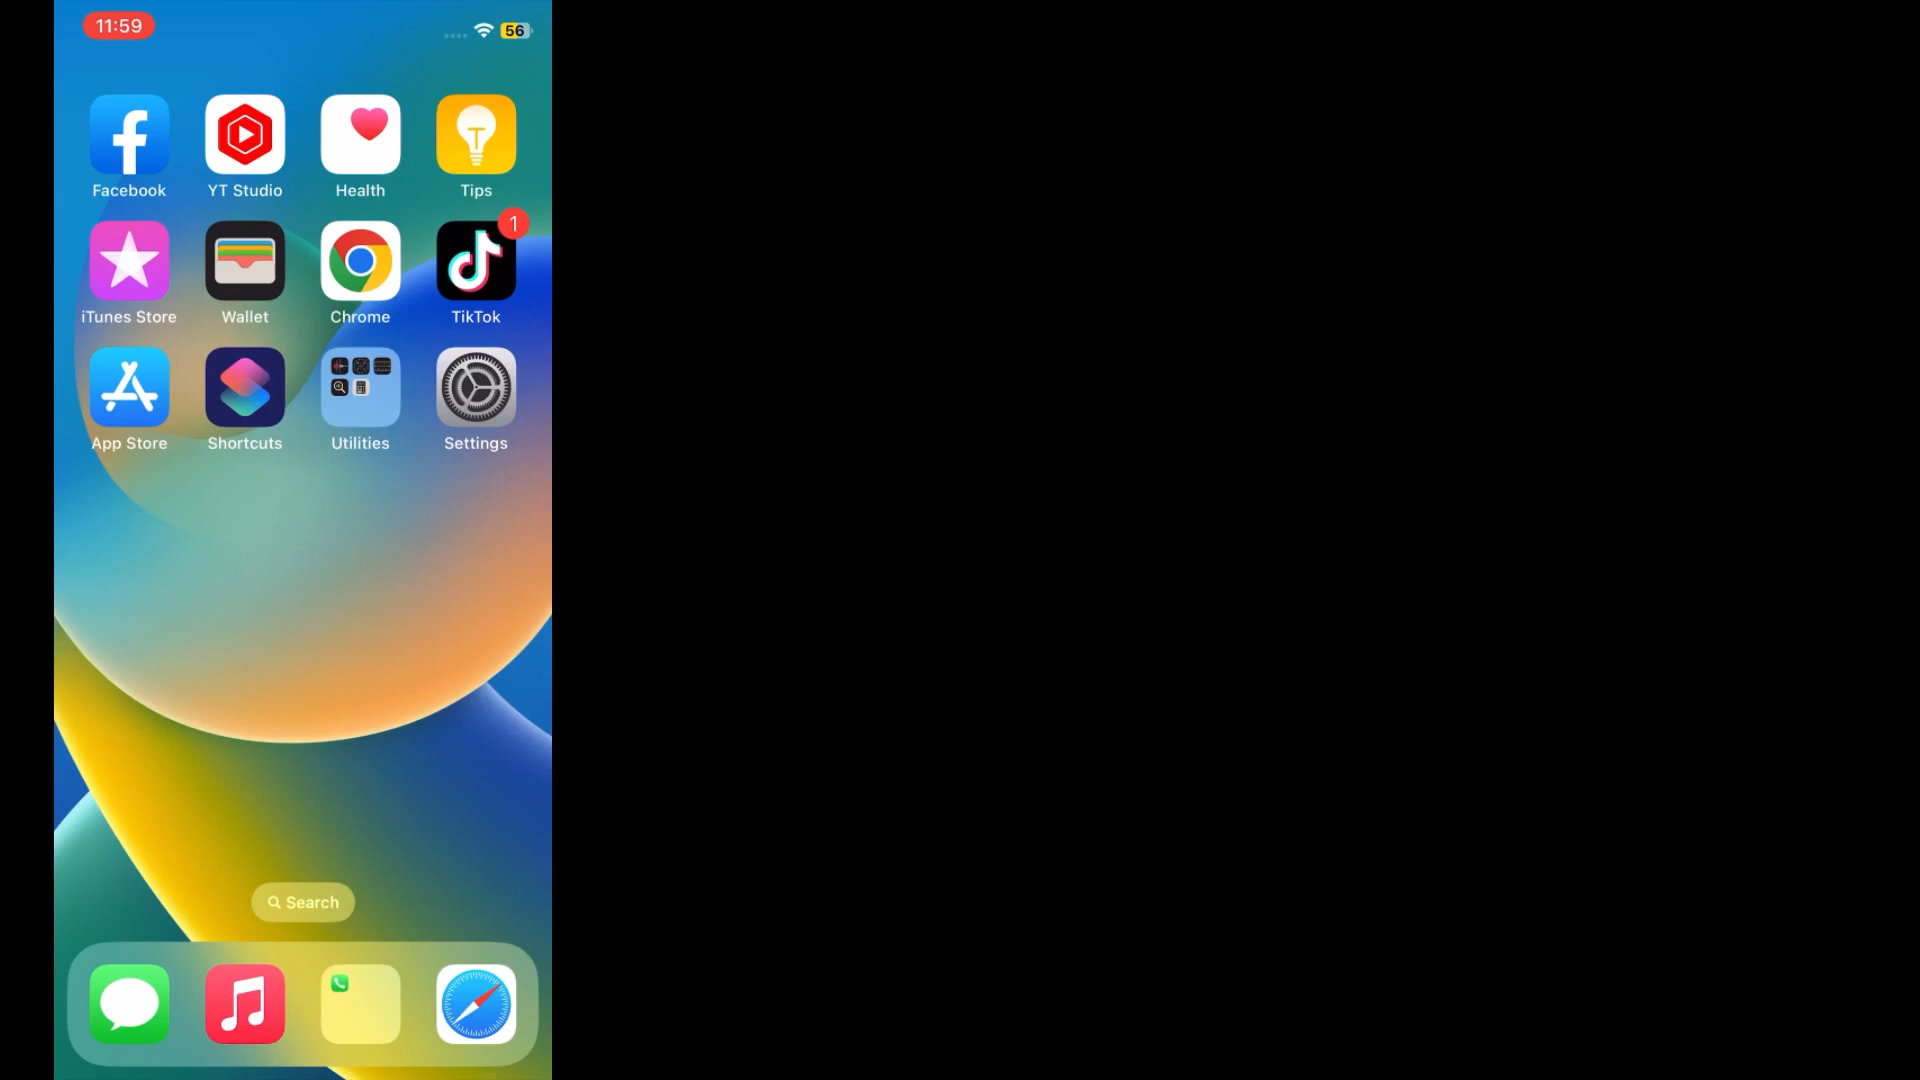 11:59
56
Facebook
YT Studio
Health
Tips
1
iTunes Store
Wallet
Chrome
TikTok
App Store
Shortcuts
Utilities
Settings
Search